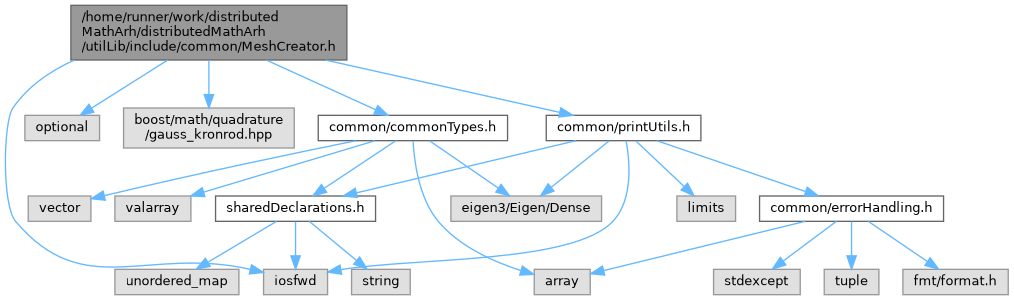 /home/runner/work/distributed
MathArh/distributedMathArh
/utilLib/include/common/MeshCreator.h
optional
boost/math/quadrature
/gauss_kronrod.hpp
common/commonTypes.h
common/printUtils.h
vector
valarray
sharedDeclarations.h
eigen3/Eigen/Dense
limits
common/errorHandling.h
unordered_map
iosfwd
string
array
stdexcept
tuple
fmt/format.h